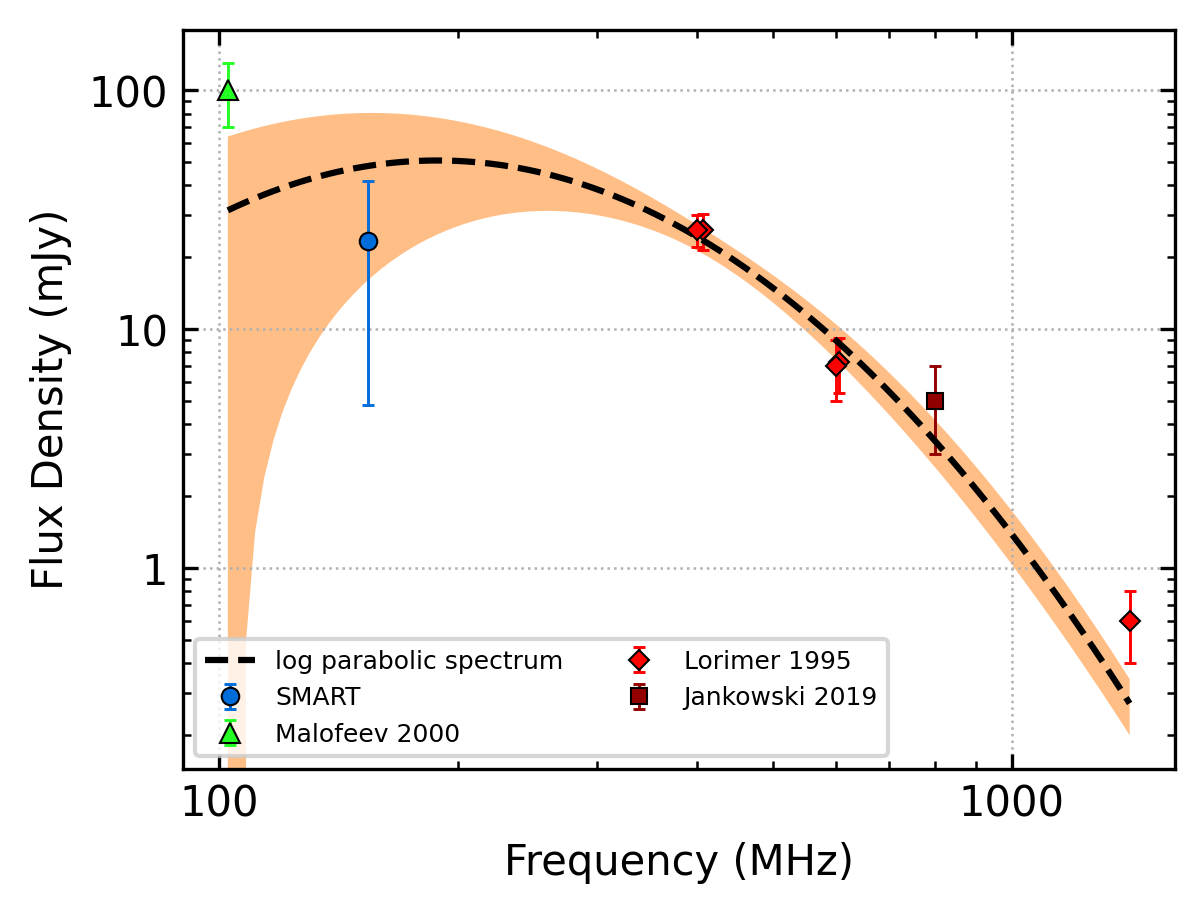 100
10
1
Flux Density (mJy)
log parabolic spectrum
SMART
Malofeev 2000
Lorimer 1995
Jankowski 2019
100
1000
Frequency (MHz)